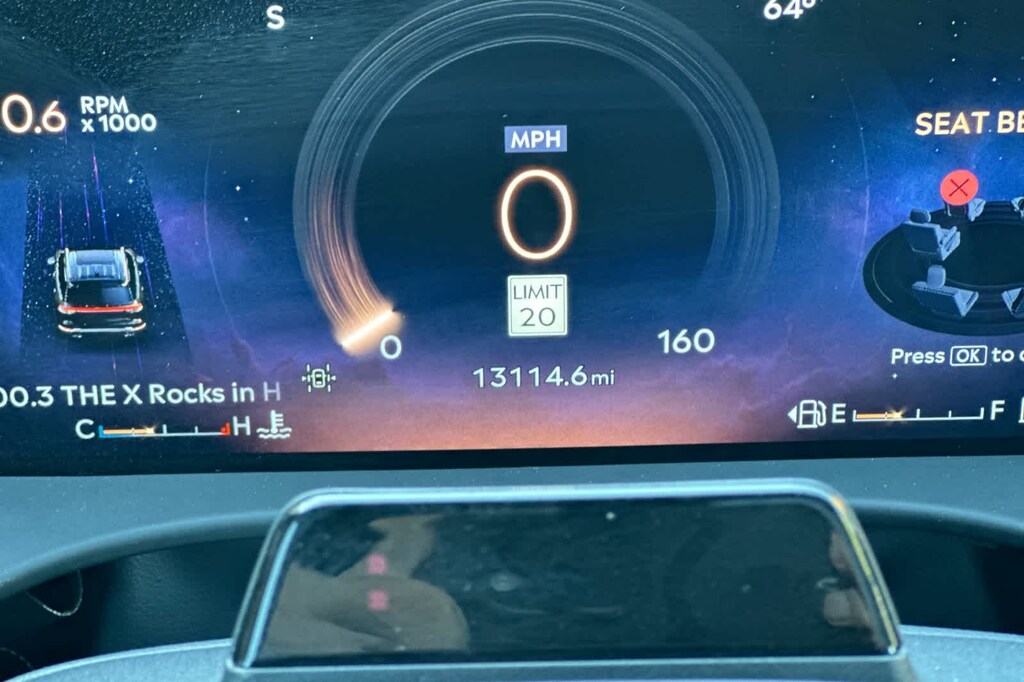 S
64°
0.6 RPM
x 1000
SEAT BE
MPH
0
LIMIT
20
0
160
Press OK to
13114.6 mi
00.3 THE X Rocks in H
C H
E F